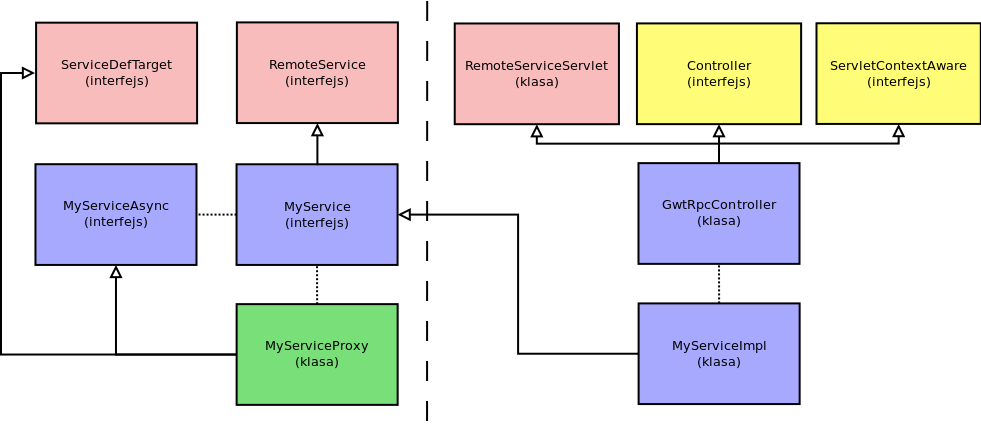 ServiceDefTarget
(interfejs)
RemoteService
(interfejs)
RemoteServiceServlet
(klasa)
Controller
(interfejs)
ServletContextAware
(interfejs)
MyServiceAsync
(interfejs)
MyService
(interfejs)
GwtRpcController
(klasa)
MyServiceProxy
(klasa)
MyServiceImpl
(klasa)